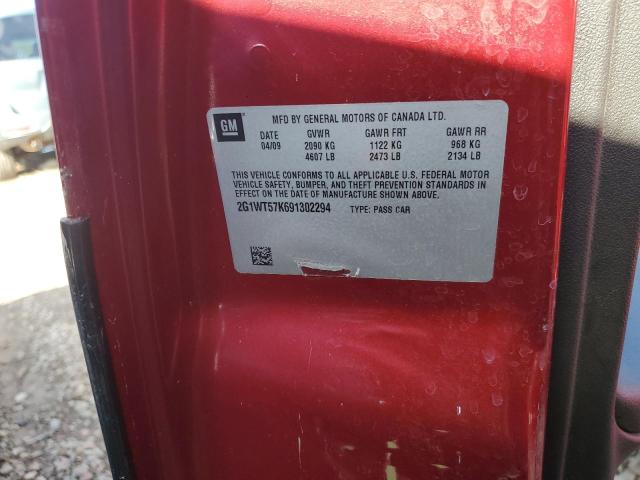 GM
MFD BY GENERAL MOTORS OF CANADA LTD.
DATE GVWR GAWR FRT GAWR RR
04/09 2090 KG 1122 KG 968 KG
4607 LB 2473 LB 2134 LB
THIS VEHICLE CONFORMS TO ALL APPLICABLE U.S. FEDERAL MOTOR
VEHICLE SAFETY, BUMPER, AND THEFT PREVENTION STANDARDS IN
EFFECT ON THE DATE OF MANUFACTURE SHOWN ABOVE.
2G1WT57K691302294 TYPE: PASS CAR